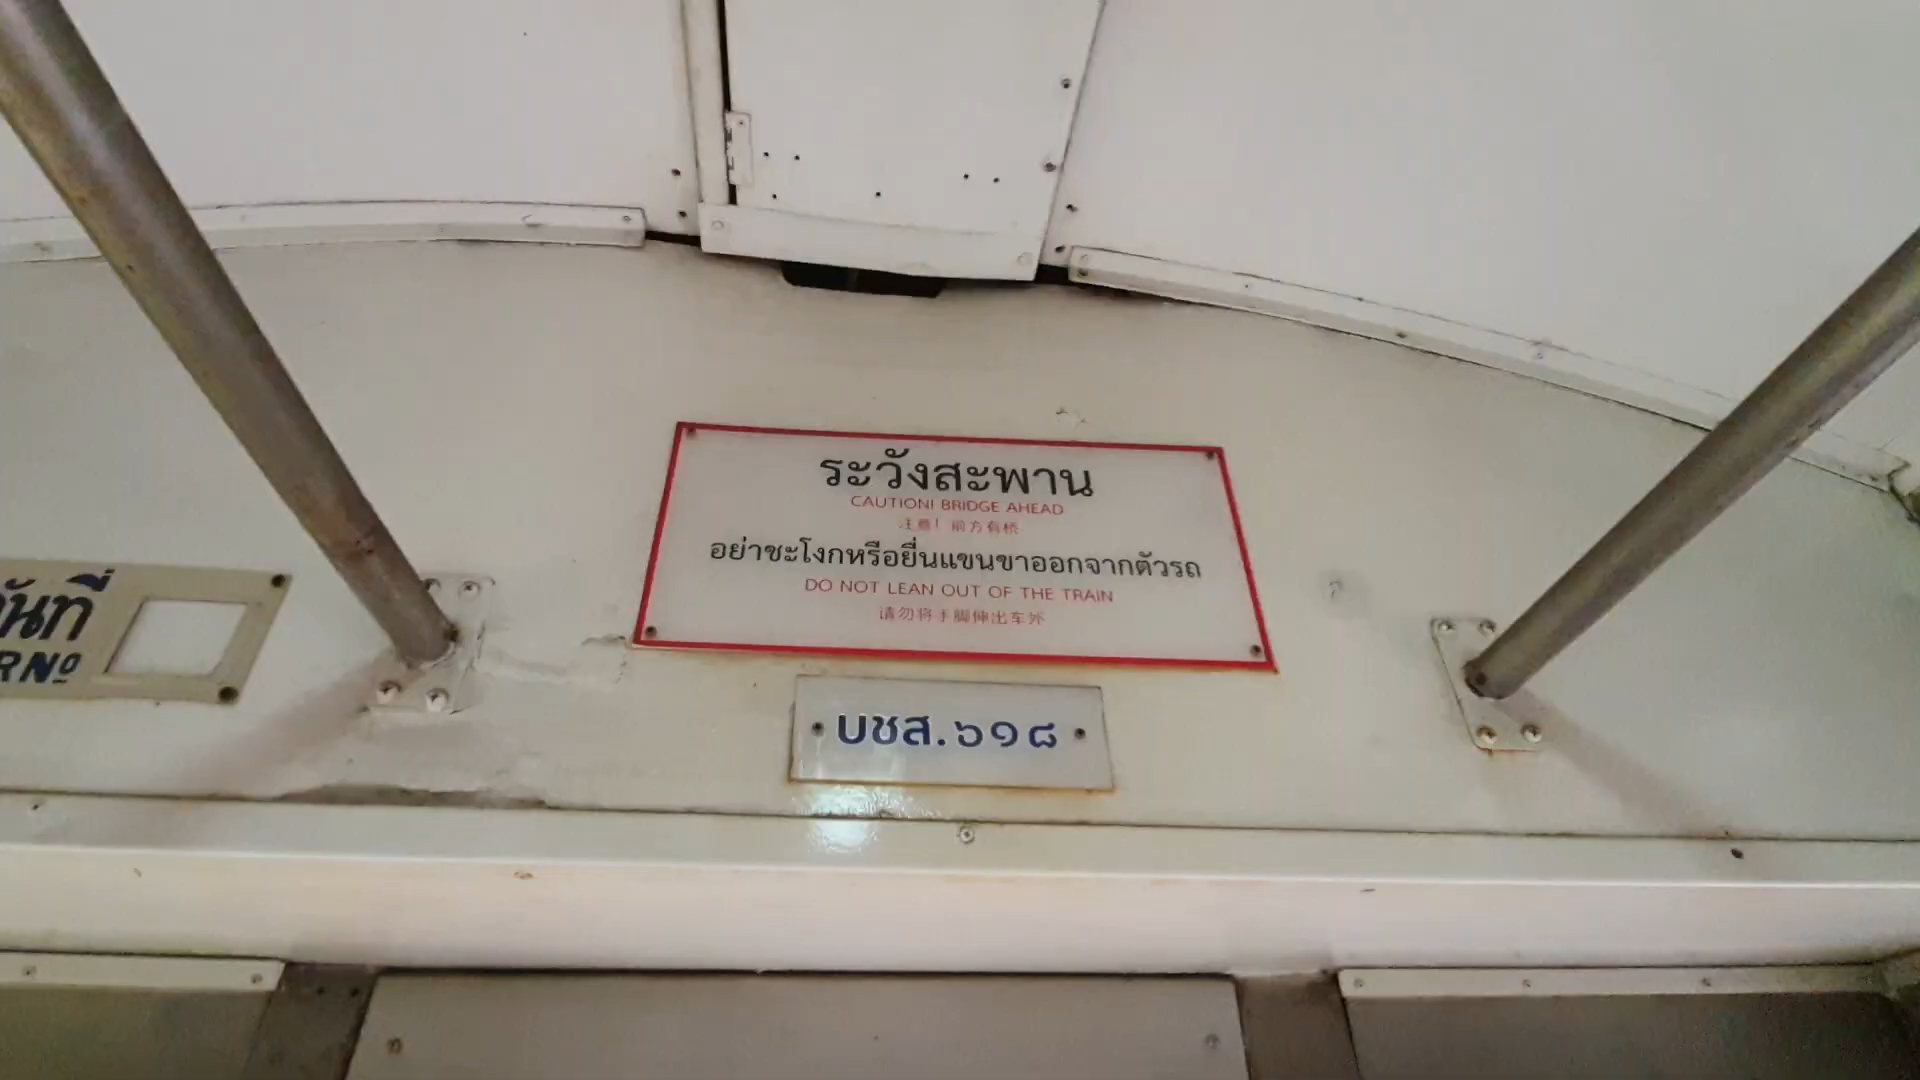 ระวังสะพาน
CAUTION! BRIDGE AHEAD
注意！前方有桥
อย่าชะโงกหรือยื่นแขนขาออกจากตัวรถ
DO NOT LEAN OUT OF THE TRAIN
请勿将手脚伸出车外
บชส.๖๑๘
ันที่
R Nº